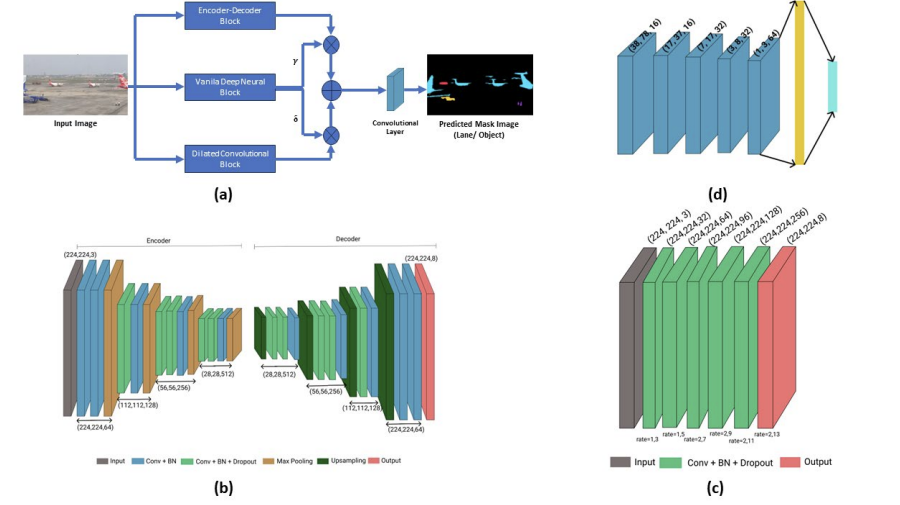 Encoder-Decoder
Block
γ
Vanila Deep Neural
Block
δ
Dilated Convolutional
Block
Input Image
Convolutional
Layer
Predicted Mask Image
(Lane/ Object)
(a)
(38, 78, 16)
(17, 37, 16)
(7, 17, 32)
(3, 8, 32)
(1, 3, 64)
(d)
Encoder
Decoder
(224,224,3)
(224,224,8)
(28,28,512)
(28,28,512)
(56,56,256)
(56,56,256)
(112,112,128)
(112,112,128)
(224,224,64)
(224,224,64)
Input Conv + BN Conv + BN + Dropout Max Pooling Upsampling Output
(b)
(224, 224, 3)
(224,224,32)
(224,224,64)
(224,224,96)
(224,224,128)
(224,224,256)
(224,224,8)
rate=1,3
rate=1,5
rate=2,7
rate=2,9
rate=2,11
rate=2,13
Input Conv + BN + Dropout Output
(c)